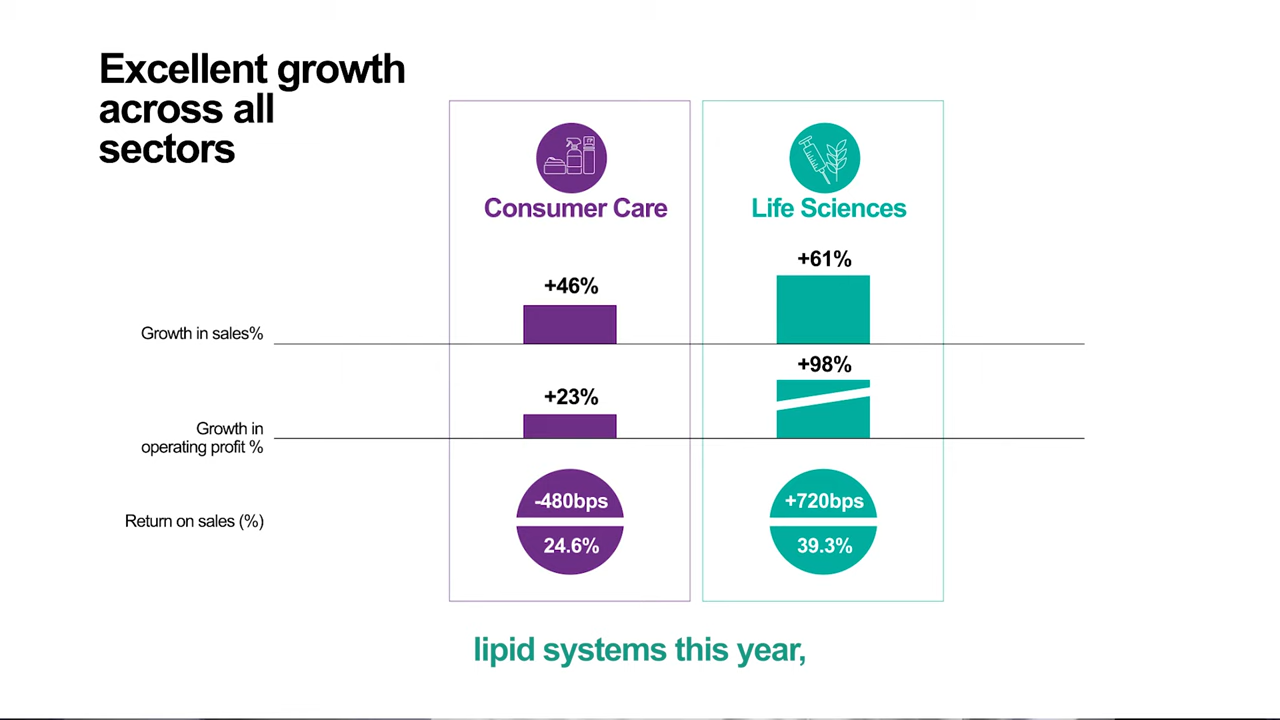 Excellent growth
across all
sectors
Consumer Care
Life Sciences
Growth in sales%
+46%
+61%
Growth in
operating profit %
+23%
+98%
Return on sales (%)
-480bps
24.6%
+720bps
39.3%
lipid systems this year,